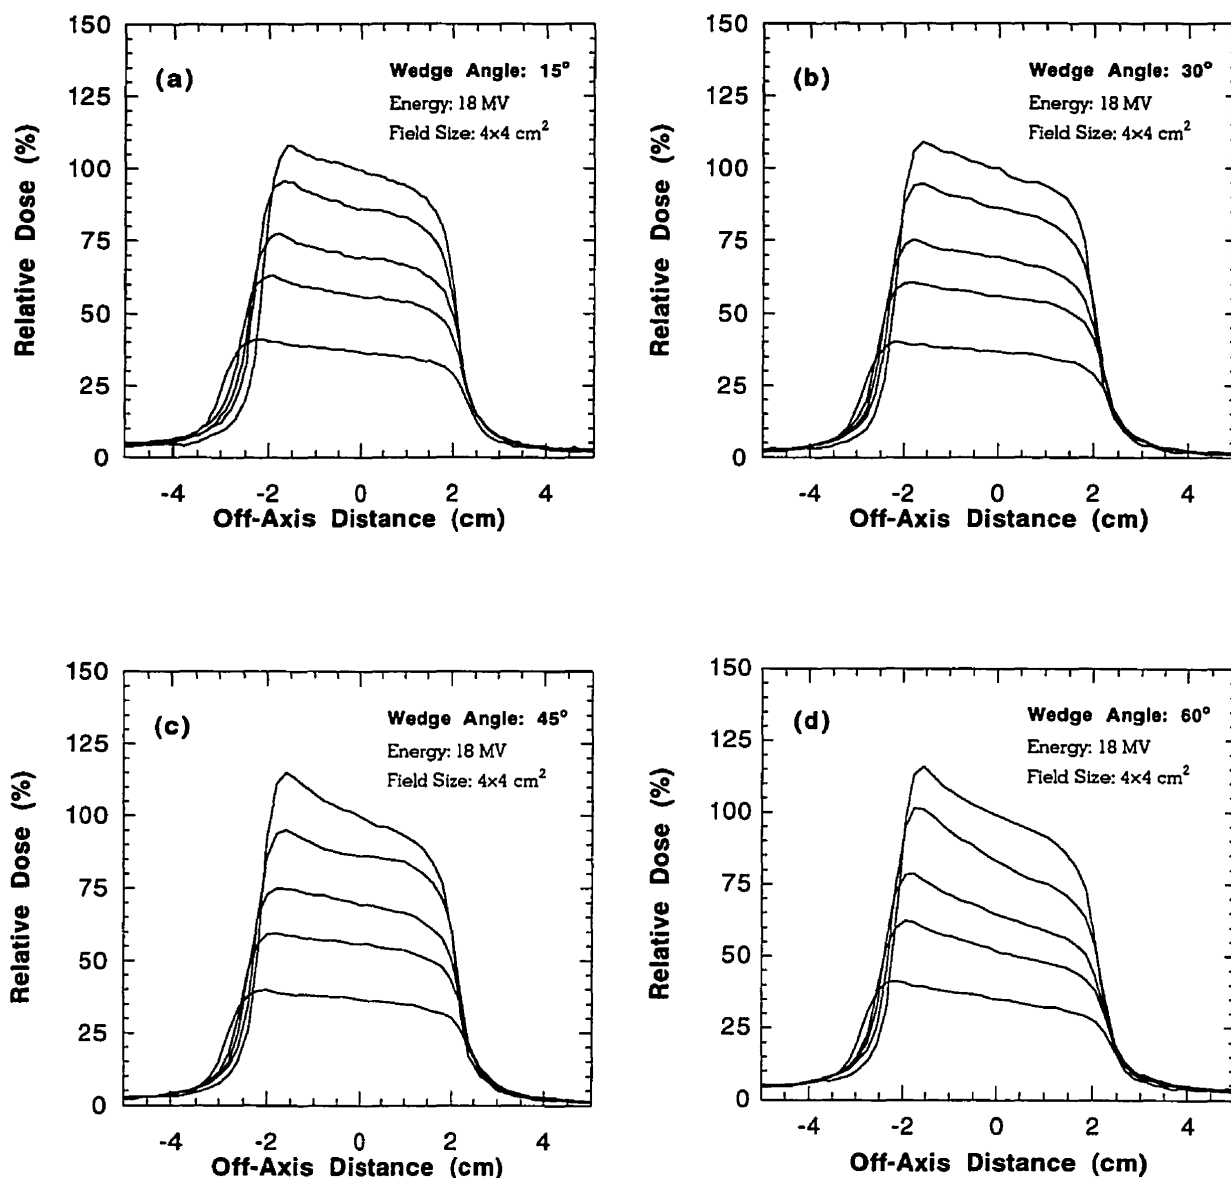 150
125
100
75
50
25
0
Relative Dose (%)
(a)
Wedge Angle: 15°
Energy: 18 MV
Field Size: 4×4 cm²
-4 -2 0 2 4
Off-Axis Distance (cm)
150
125
100
75
50
25
0
Relative Dose (%)
(b)
Wedge Angle: 30°
Energy: 18 MV
Field Size: 4×4 cm²
-4 -2 0 2 4
Off-Axis Distance (cm)
150
125
100
75
50
25
0
Relative Dose (%)
(c)
Wedge Angle: 45°
Energy: 18 MV
Field Size: 4×4 cm²
-4 -2 0 2 4
Off-Axis Distance (cm)
150
125
100
75
50
25
0
Relative Dose (%)
(d)
Wedge Angle: 60°
Energy: 18 MV
Field Size: 4×4 cm²
-4 -2 0 2 4
Off-Axis Distance (cm)